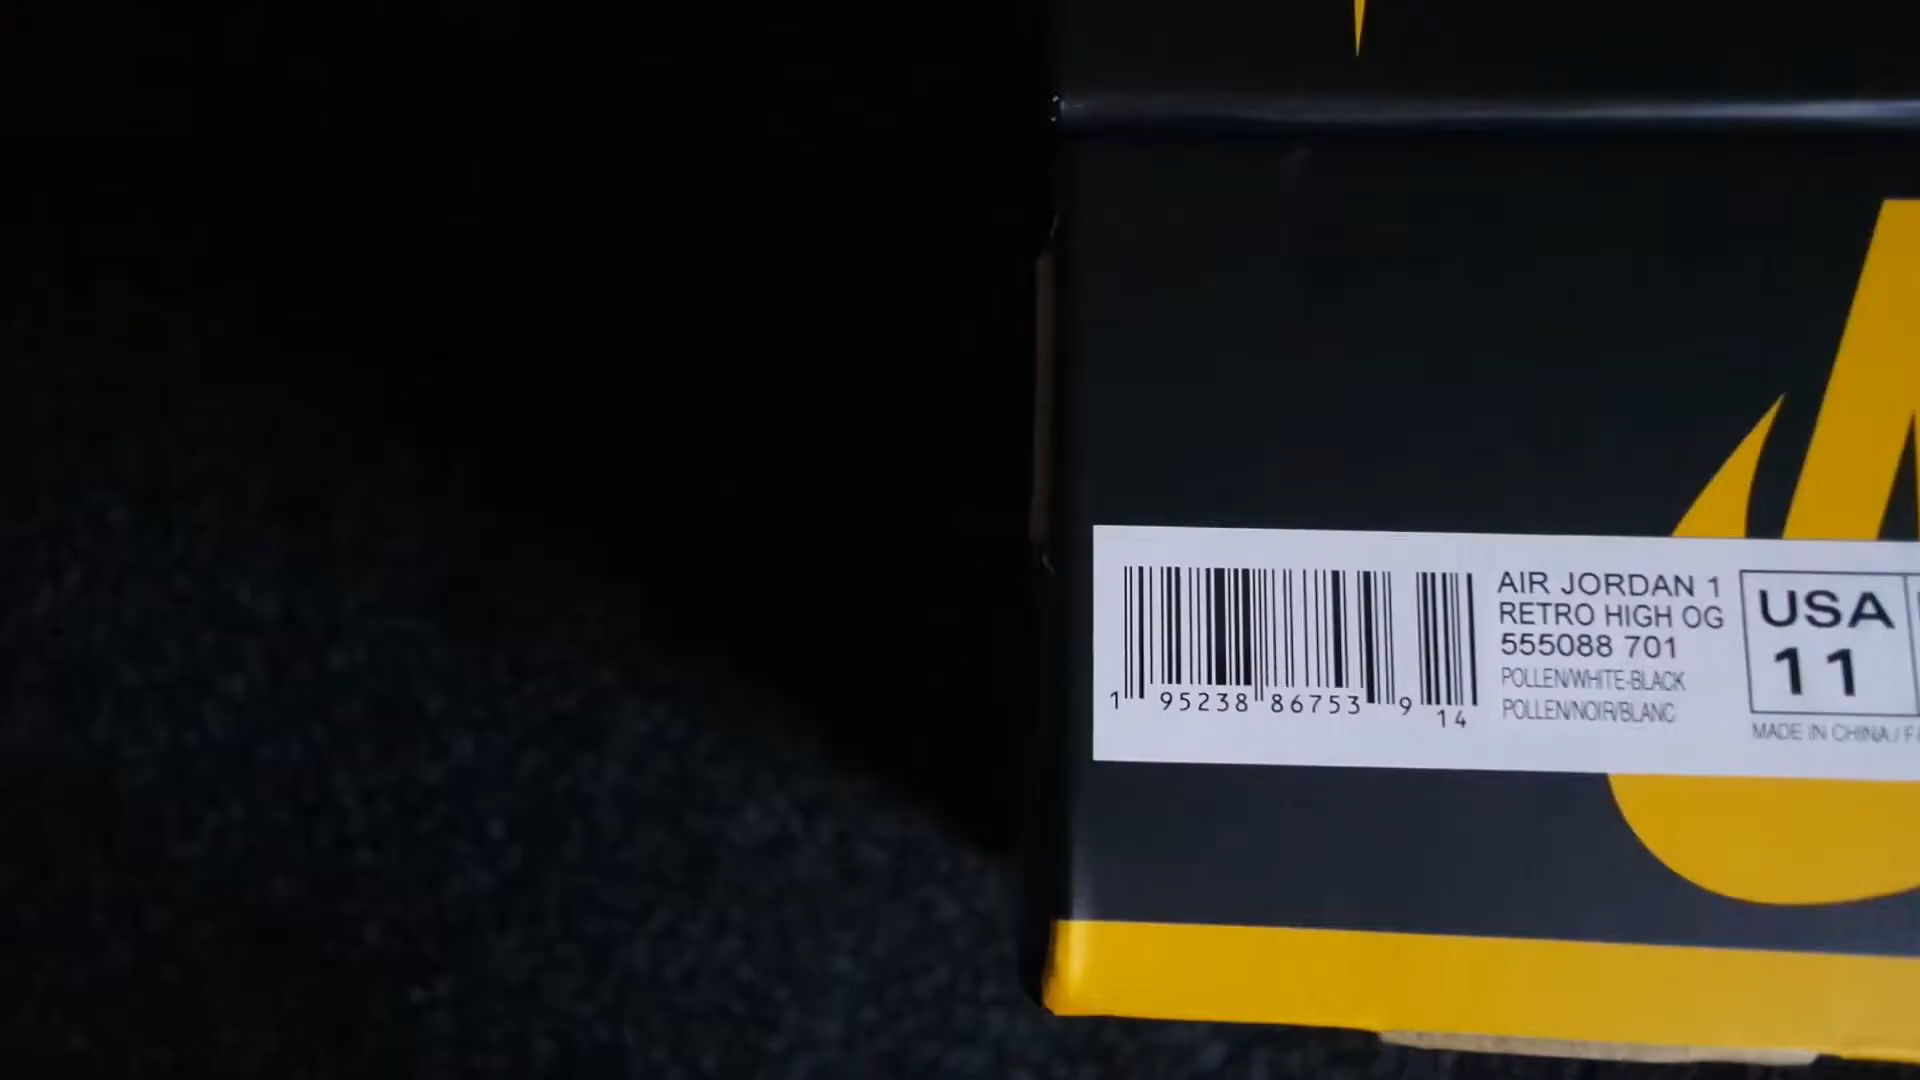 AIR JORDAN 1
RETRO HIGH OG
555088 701
POLLEN/WHITE-BLACK
POLLEN/NOIR/BLANC
USA
11
MADE IN CHINA / F
1 95238 86753 9 14